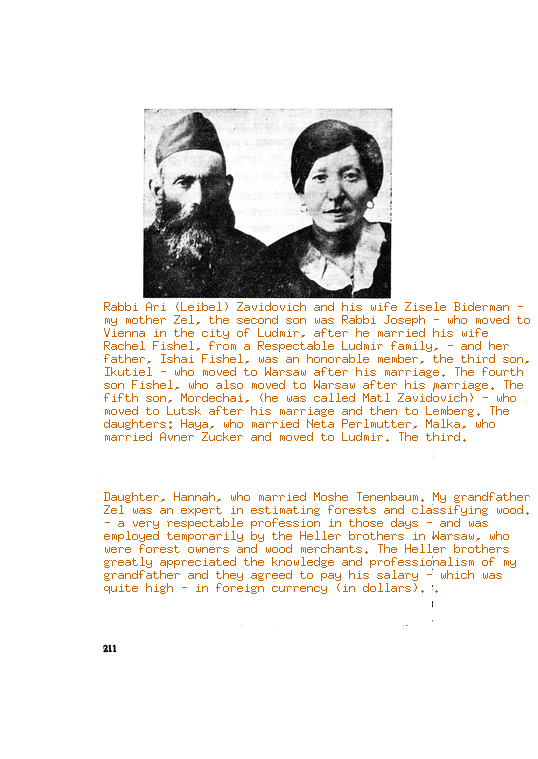 Rabbi Ari (Leibel) Zavidovich and his wife Zisele Biderman -
my mother Zel, the second son was Rabbi Joseph - who moved to
Vienna in the city of Ludmir, after he married his wife
Rachel Fishel, from a Respectable Ludmir family, - and her
father, Ishai Fishel, was an honorable member, the third son,
Ikutiel - who moved to Warsaw after his marriage. The fourth
son Fishel, who also moved to Warsaw after his marriage. The
fifth son, Mordechai, (he was called Matl Zavidovich) - who
moved to Lutsk after his marriage and then to Lemberg. The
daughters: Haya, who married Neta Perlmutter, Malka, who
married Avner Zucker and moved to Ludmir. The third.
Daughter, Hannah, who married Moshe Tenenbaum. My grandfather
Zel was an expert in estimating forests and classifying wood.
- a very respectable profession in those days - and was
employed temporarily by the Heller brothers in Warsaw, who
were forest owners and wood merchants. The Heller brothers
greatly appreciated the knowledge and professionalism of my
grandfather and they agreed to pay his salary - which was
quite high - in foreign currency (in dollars). .
211